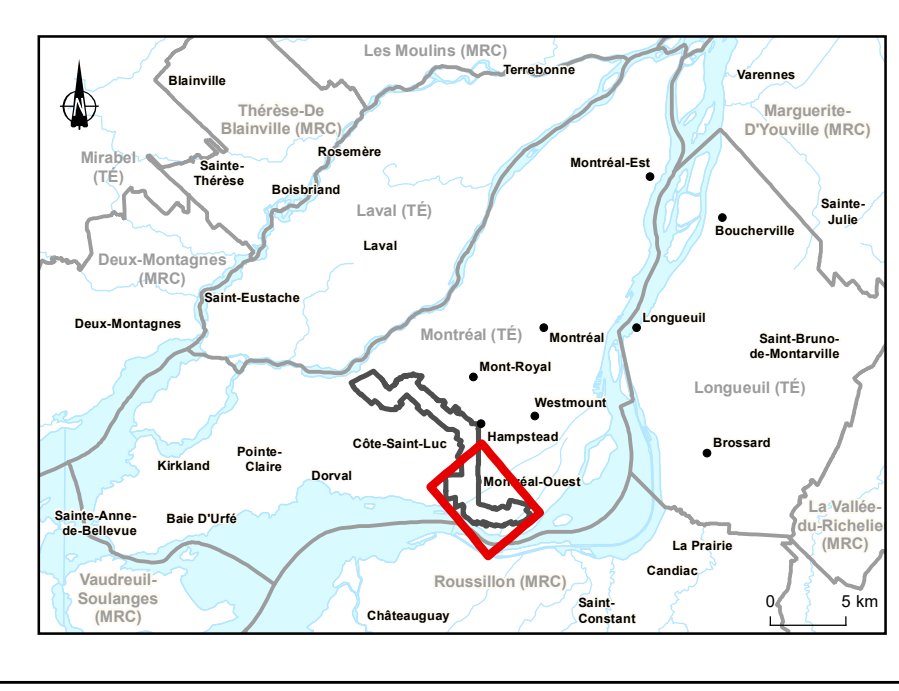 Les Moulins (MRC)
Terrebonne
Blainville
Varennes
Thérèse-De
Blainville (MRC)
Marguerite-
D'Youville (MRC)
N
Mirabel
(TÉ)
Rosemère
Sainte-
Thérèse
Montréal-Est
Boisbriand
Laval (TÉ)
Sainte-
Julie
Boucherville
Laval
Deux-Montagnes
(MRC)
Saint-Eustache
Deux-Montagnes
Longueuil
Montréal (TÉ)
Montréal
Saint-Bruno-
de-Montarville
Mont-Royal
Longueuil (TÉ)
Westmount
Hampstead
Côte-Saint-Luc
Brossard
Pointe-
Claire
Kirkland
Dorval
Montréal-Ouest
La Vallée-
du-Richelie
(MRC)
Sainte-Anne-
de-Bellevue
Baie D'Urfé
La Prairie
Candiac
Vaudreuil-
Soulanges
(MRC)
Roussillon (MRC)
Châteauguay
Saint-
Constant
0 5 km